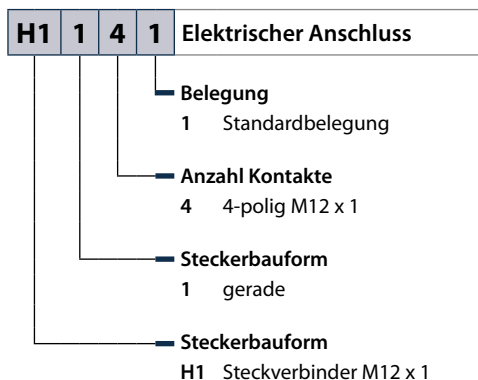 H1 1 4 1 Elektrischer Anschluss
Belegung
1 Standardbelegung
Anzahl Kontakte
4 4-polig M12 x 1
Steckerbauform
1 gerade
Steckerbauform
H1 Steckverbinder M12 x 1